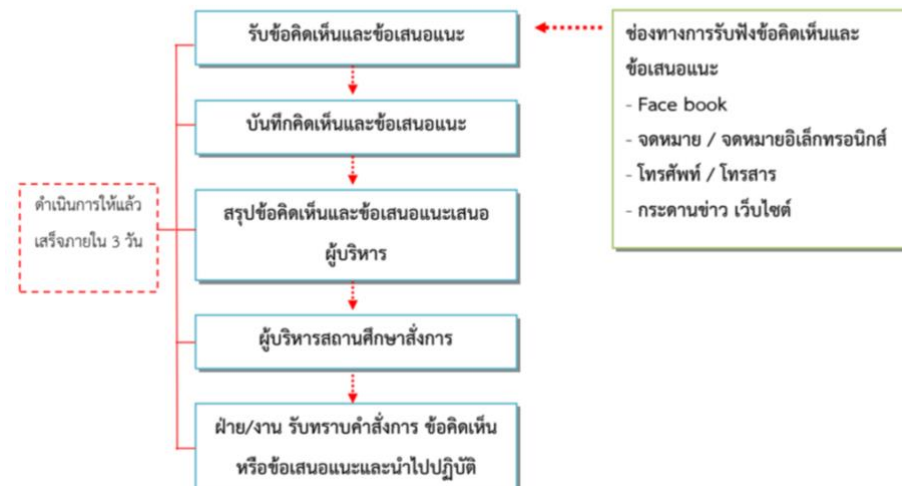 รับข้อคิดเห็นและข้อเสนอแนะ
บันทึกคิดเห็นและข้อเสนอแนะ
สรุปข้อคิดเห็นและข้อเสนอแนะเสนอ
ผู้บริหาร
ผู้บริหารสถานศึกษาสั่งการ
ฝ่าย/งาน รับทราบคำสั่งการ ข้อคิดเห็น
หรือข้อเสนอแนะและนำไปปฏิบัติ
ดำเนินการให้แล้ว
เสร็จภายใน 3 วัน
ช่องทางการรับฟังข้อคิดเห็นและ
ข้อเสนอแนะ
- Face book
- จดหมาย / จดหมายอิเล็กทรอนิกส์
- โทรศัพท์ / โทรสาร
- กระดานข่าว เว็บไซต์